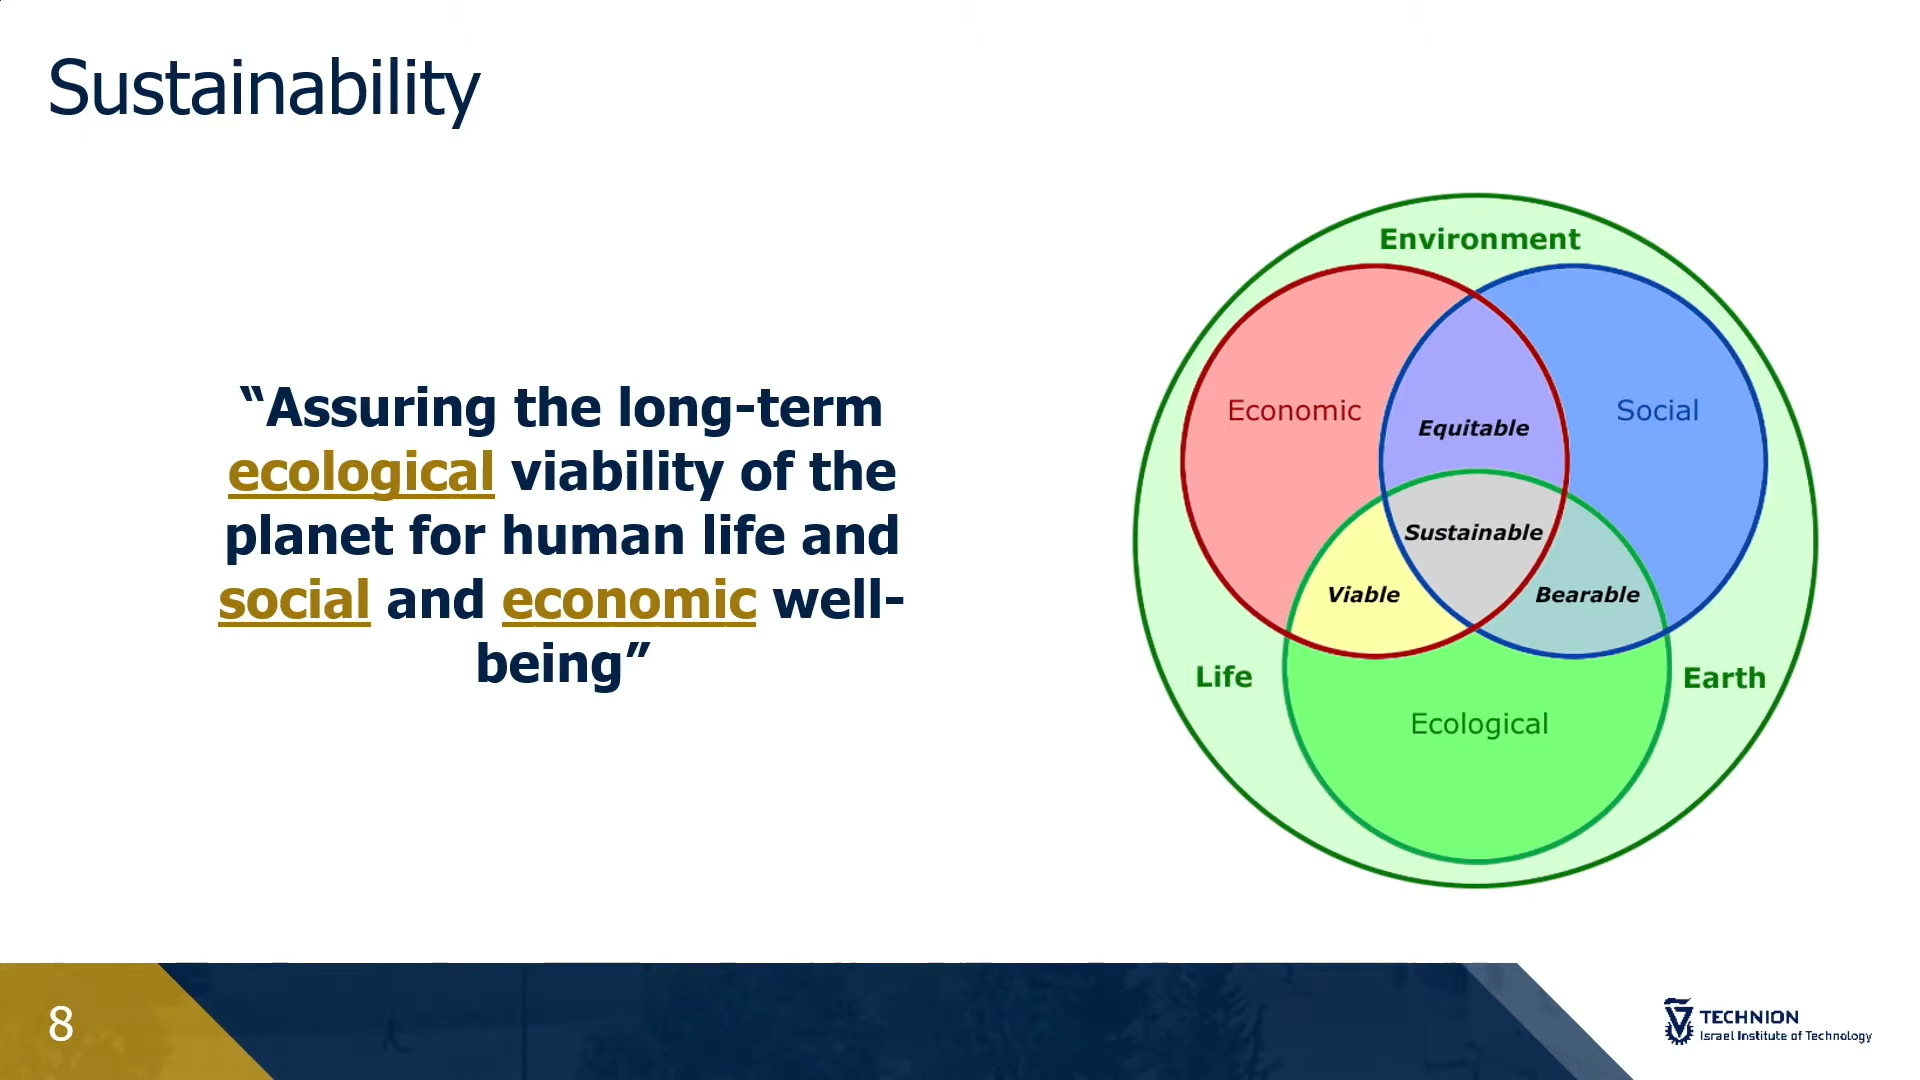 Sustainability
“Assuring the long-term
ecological viability of the
planet for human life and
social and economic well-
being”
Environment
Economic
Social
Equitable
Sustainable
Viable
Bearable
Life
Earth
Ecological
8
TECHNION
Israel Institute of Technology